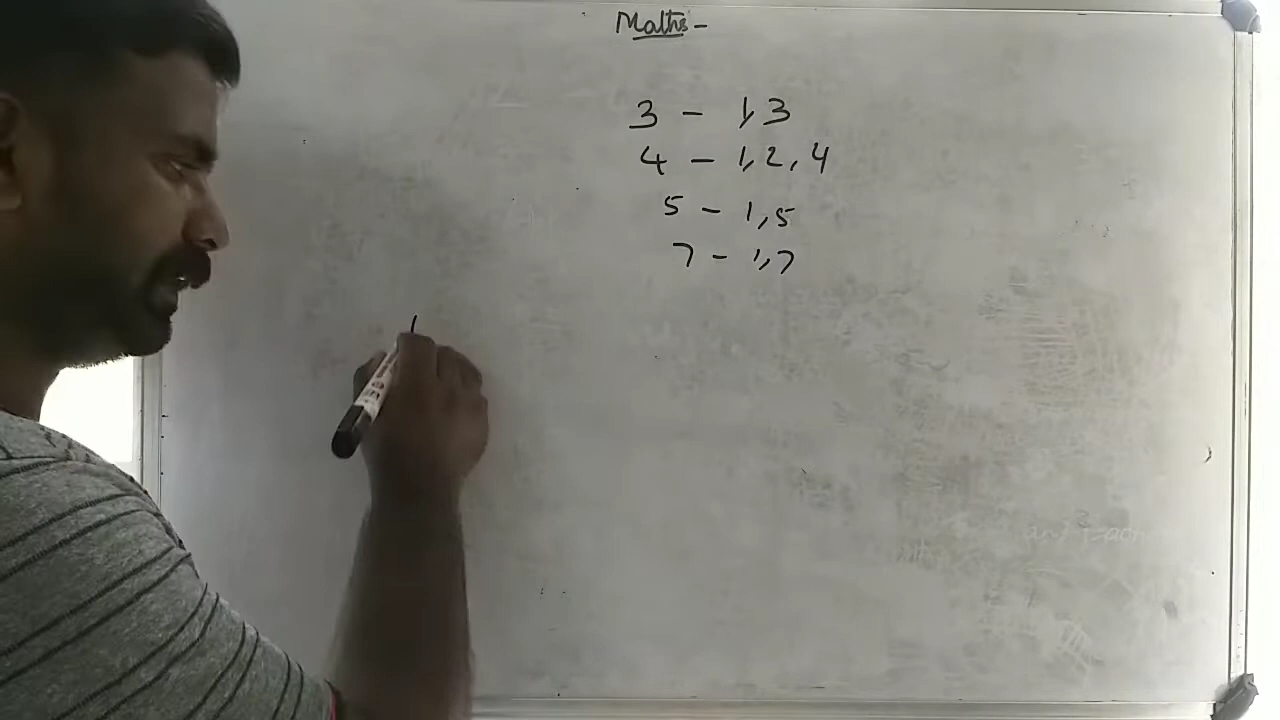 Maths-
3 - 1,3
4 - 1,2,4
5 - 1,5
7 - 1,7